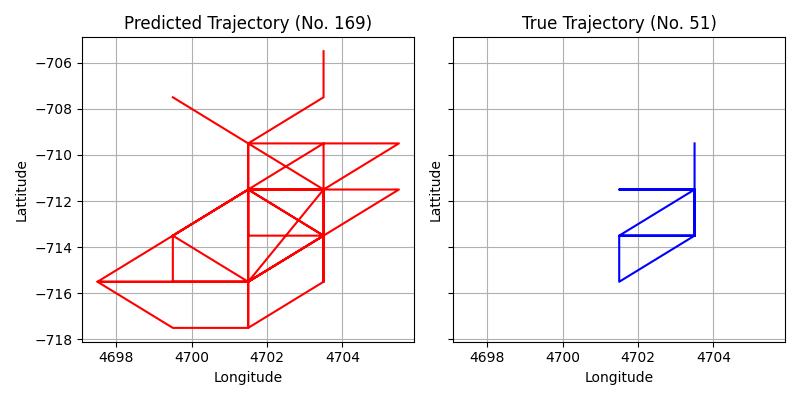 Predicted Trajectory (No. 169)
True Trajectory (No. 51)
−706
−708
−710
−712
−714
−716
−718
Lattitude
Lattitude
4698 4700 4702 4704
4698 4700 4702 4704
Longitude
Longitude